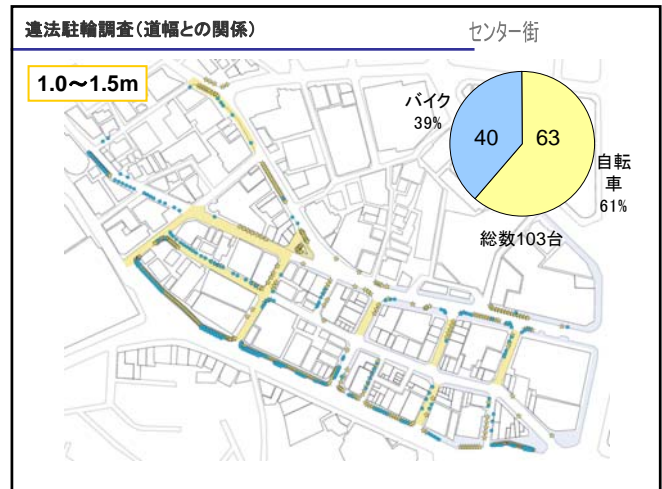 違法駐輪調査(道幅との関係)
センター街
1.0～1.5m
バイク
39%
40
63
自転
車
61%
総数103台